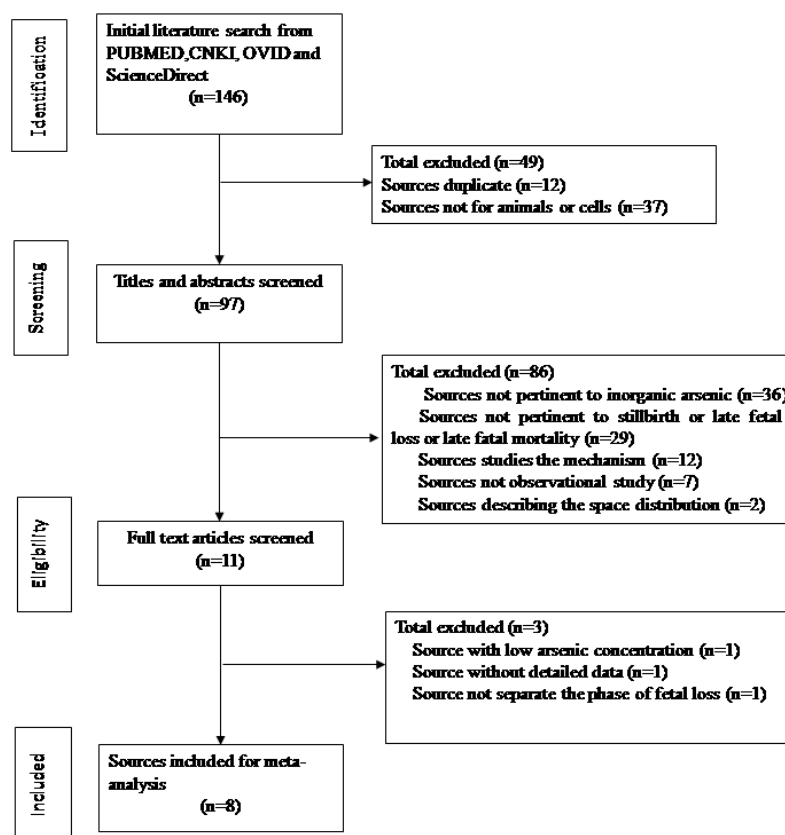 Identification
Initial literature search from
PUBMED,CNKI, OVID and
ScienceDirect
(n=146)
Total excluded (n=49)
Sources duplicate (n=12)
Sources not for animals or cells (n=37)
Screening
Titles and abstracts screened
(n=97)
Total excluded (n=86)
Sources not pertinent to inorganic arsenic (n=36)
Sources not pertinent to stillbirth or late fetal
loss or late fatal mortality (n=29)
Sources studies the mechanism (n=12)
Sources not observational study (n=7)
Sources describing the space distribution (n=2)
Eligibility
Full text articles screened
(n=11)
Total excluded (n=3)
Source with low arsenic concentration (n=1)
Source without detailed data (n=1)
Source not separate the phase of fetal loss (n=1)
Included
Sources included for meta-
analysis
(n=8)